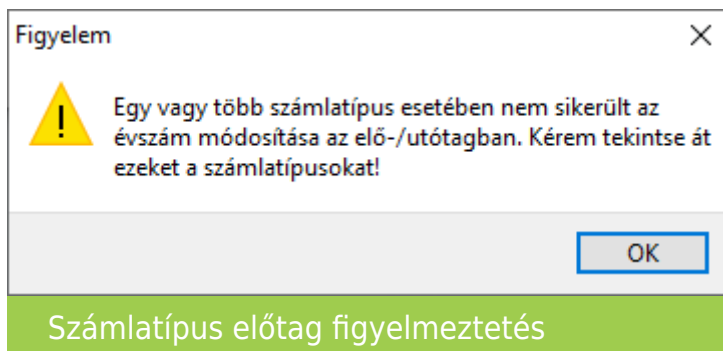 Figyelem
Egy vagy több számlatípus esetében nem sikerült az
évszám módosítása az elő-/utótagban. Kérem tekintse át
ezeket a számlatípusokat!
OK
Számlatípus előtag figyelmeztetés